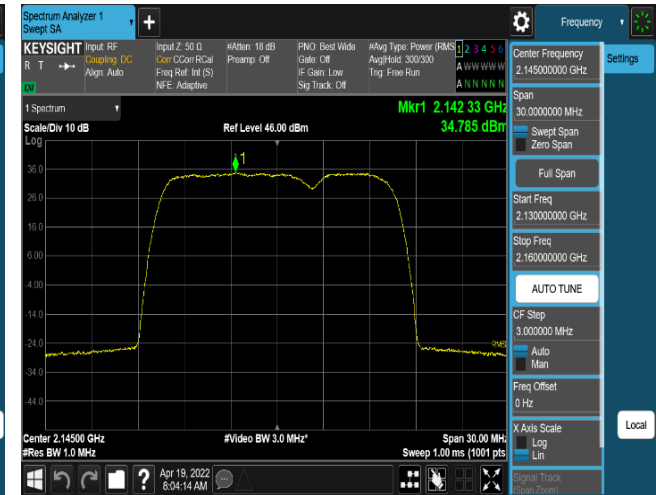 Spectrum Analyzer 1
Swept SA
Frequency
KEYSIGHT
R T
Input: RF
Coupling: DC
Align: Auto
Input Z: 50 Ω
Corr CCorr RCal
Freq Ref: Int (S)
NFE: Adaptive
#Atten: 18 dB
Preamp: Off
PNO: Best Wide
Gate: Off
IF Gain: Low
Sig Track: Off
#Avg Type: Power (RMS
Avg|Hold: 300/300
Trig: Free Run
1 2 3 4 5 6
A W W W W W
A N N N N N
LXI
1 Spectrum
Scale/Div 10 dB
Log
Ref Level 46.00 dBm
Mkr1 2.142 33 GHz
34.785 dBm
1
36.0
26.0
16.0
6.00
-4.00
-14.0
-24.0
-34.0
-44.0
RMS
Center 2.14500 GHz
#Res BW 1.0 MHz
#Video BW 3.0 MHz*
Span 30.00 MHz
Sweep 1.00 ms (1001 pts
Apr 19, 2022
8:04:14 AM
Center Frequency
2.145000000 GHz
Settings
Span
30.0000000 MHz
Swept Span
Zero Span
Full Span
Start Freq
2.130000000 GHz
Stop Freq
2.160000000 GHz
AUTO TUNE
CF Step
3.000000 MHz
Auto
Man
Freq Offset
0 Hz
X Axis Scale
Log
Lin
Local
Signal Track
(Span Zoom)